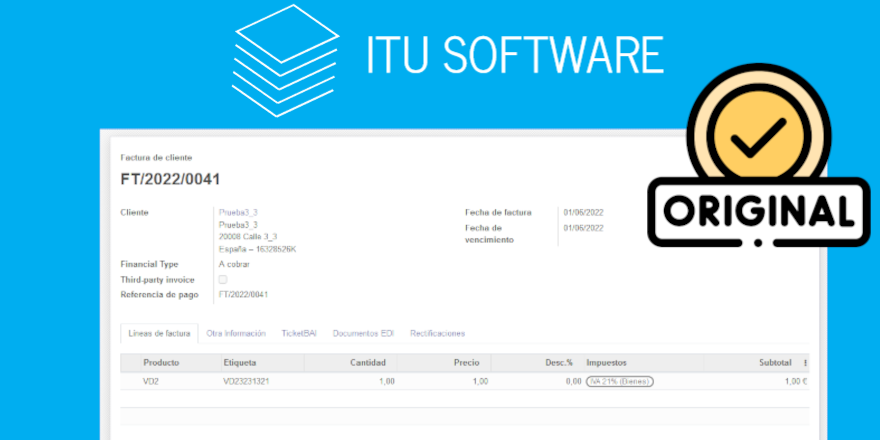 ITU SOFTWARE
ORIGINAL
Factura de cliente
FT/2022/0041
Cliente Prueba3_3 Fecha de factura 01/06/2022
Prueba3_3 Fecha de vencimiento 01/06/2022
20008 Calle 3_3
España – 16328526K
Financial Type A cobrar
Third-party invoice
Referencia de pago FT/2022/0041
Líneas de factura Otra Información TicketBAI Documentos EDI Rectificaciones
Producto Etiqueta Cantidad Precio Desc.% Impuestos Subtotal
VD2 VD23231321 1,00 1,00 0,00 IVA 21% (Bienes) 1,00 €